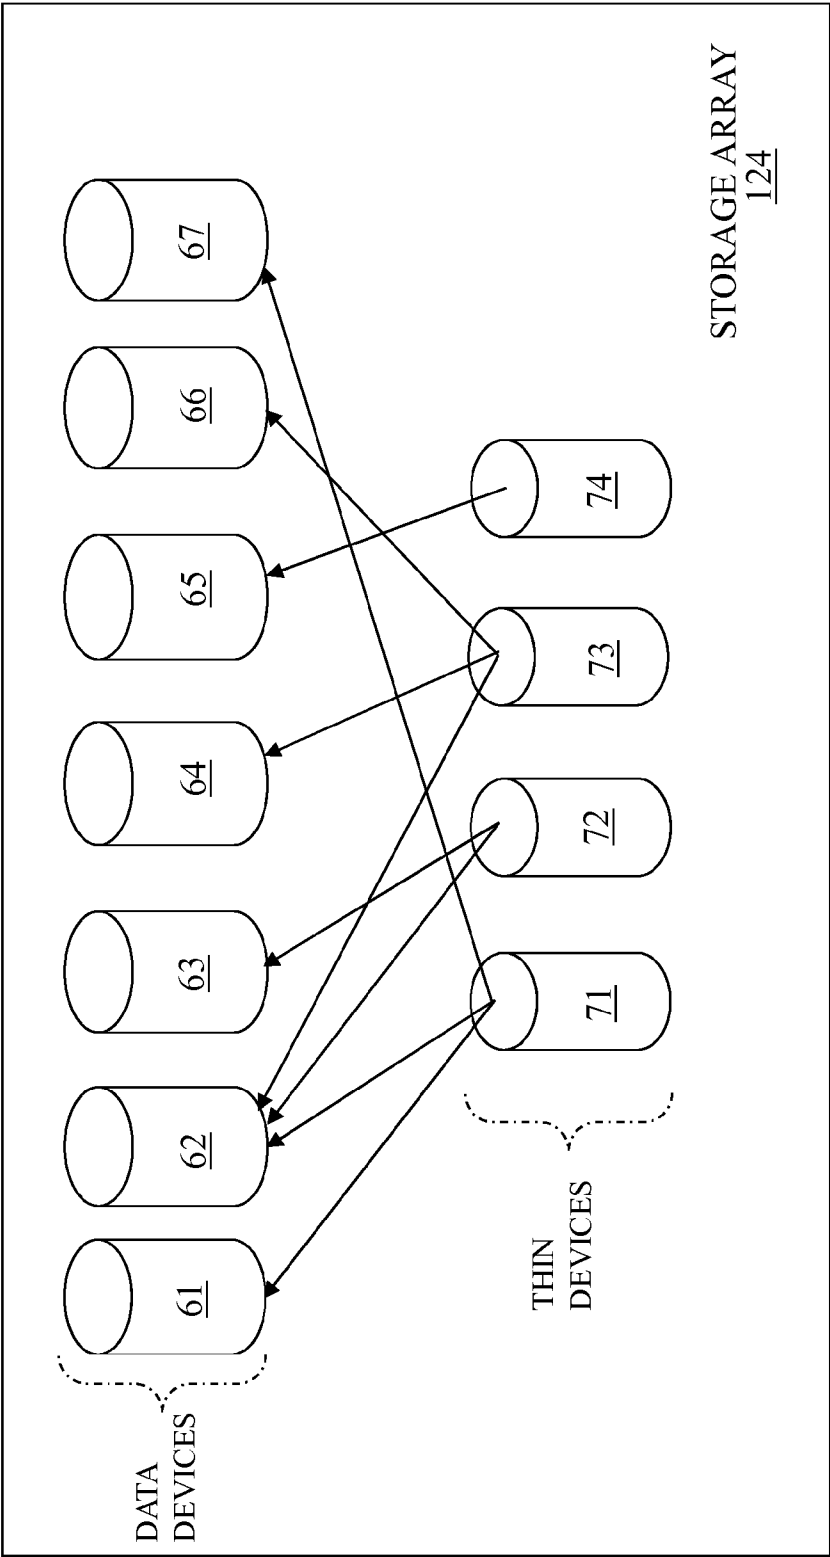 DATA
DEVICES
61
62
63
64
65
66
67
THIN
DEVICES
71
72
73
74
STORAGE ARRAY
124